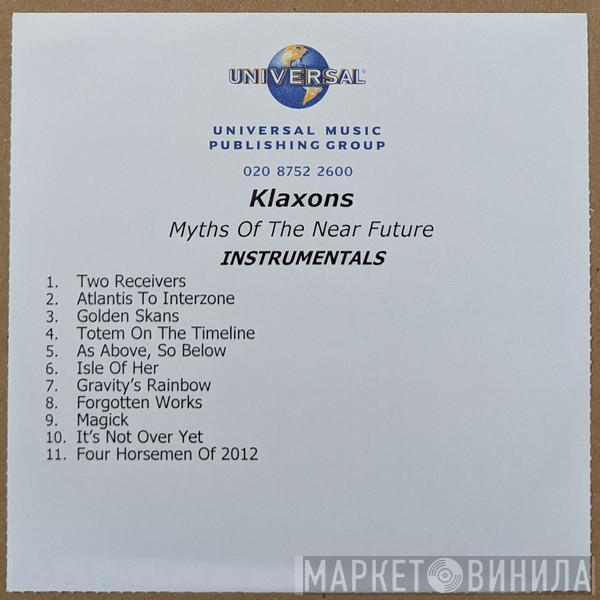 UNIVERSAL
UNIVERSAL MUSIC
PUBLISHING GROUP
020 8752 2600
Klaxons
Myths Of The Near Future
INSTRUMENTALS
1. Two Receivers
2. Atlantis To Interzone
3. Golden Skans
4. Totem On The Timeline
5. As Above, So Below
6. Isle Of Her
7. Gravity's Rainbow
8. Forgotten Works
9. Magick
10. It's Not Over Yet
11. Four Horsemen Of 2012
МАРКЕТ ВИНИЛА